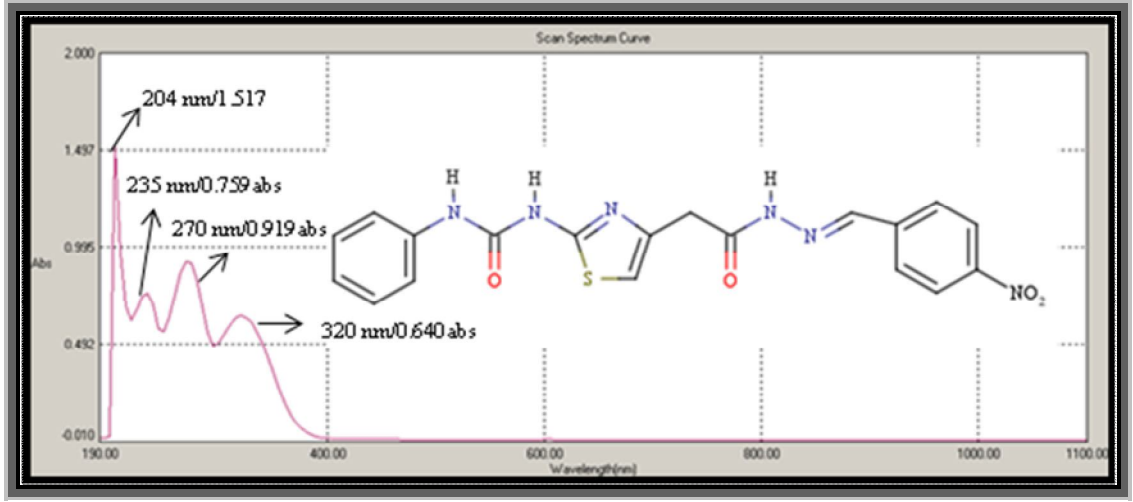 Scan Spectrum Curve
2.000
204 nm/1.517
1.497
235 nm/0.759 abs
270 nm/0.919 abs
0.995
Abs
320 nm/0.640 abs
0.492
-0.010
H H H
N N N N N
O S O NO2
190.00 400.00 600.00 800.00 1000.00 1100.00
Wavelength(nm)